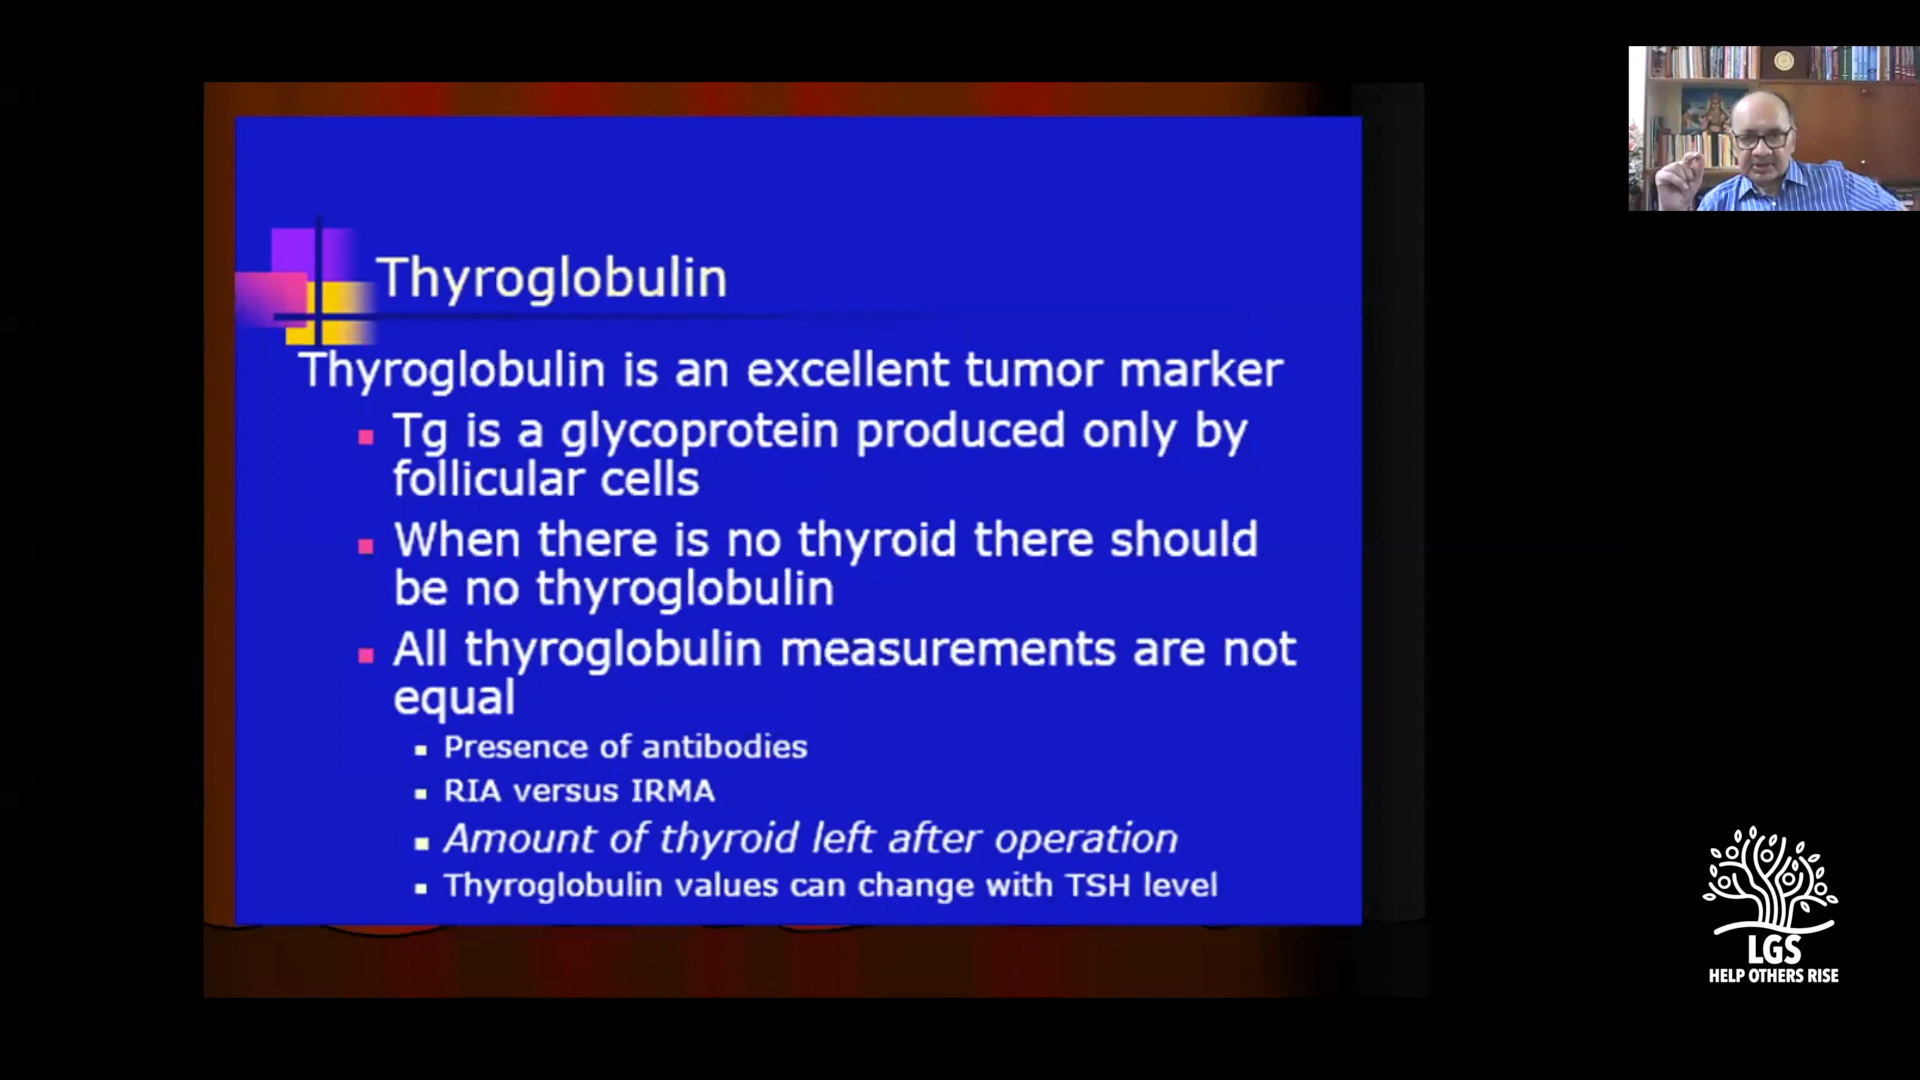 Thyroglobulin
Thyroglobulin is an excellent tumor marker
Tg is a glycoprotein produced only by
follicular cells
When there is no thyroid there should
be no thyroglobulin
All thyroglobulin measurements are not
equal
Presence of antibodies
RIA versus IRMA
Amount of thyroid left after operation
Thyroglobulin values can change with TSH level
LGS
HELP OTHERS RISE